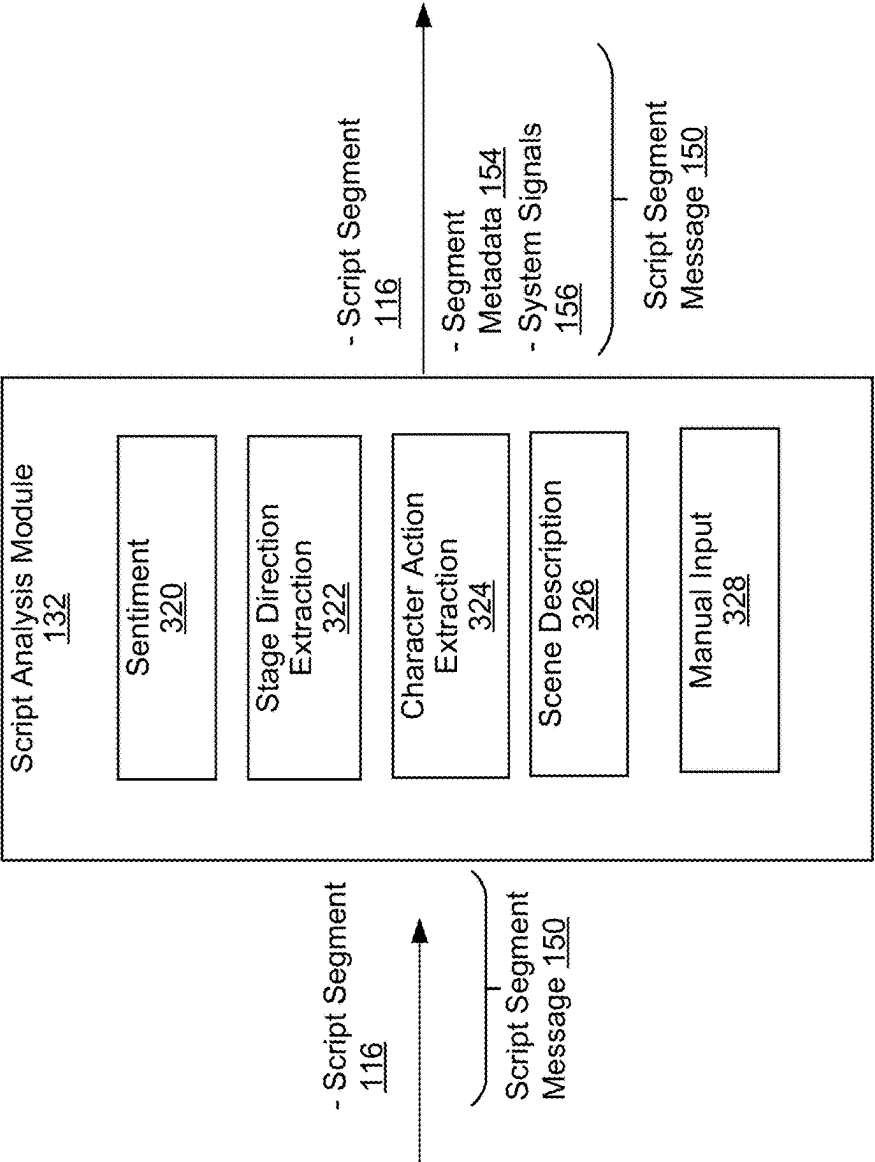 - Script Segment
116
Script Segment
Message 150
Script Analysis Module
132
Sentiment
320
Stage Direction
Extraction
322
Character Action
Extraction
324
Scene Description
326
Manual Input
328
- Script Segment
116
- Segment
Metadata 154
- System Signals
156
Script Segment
Message 150